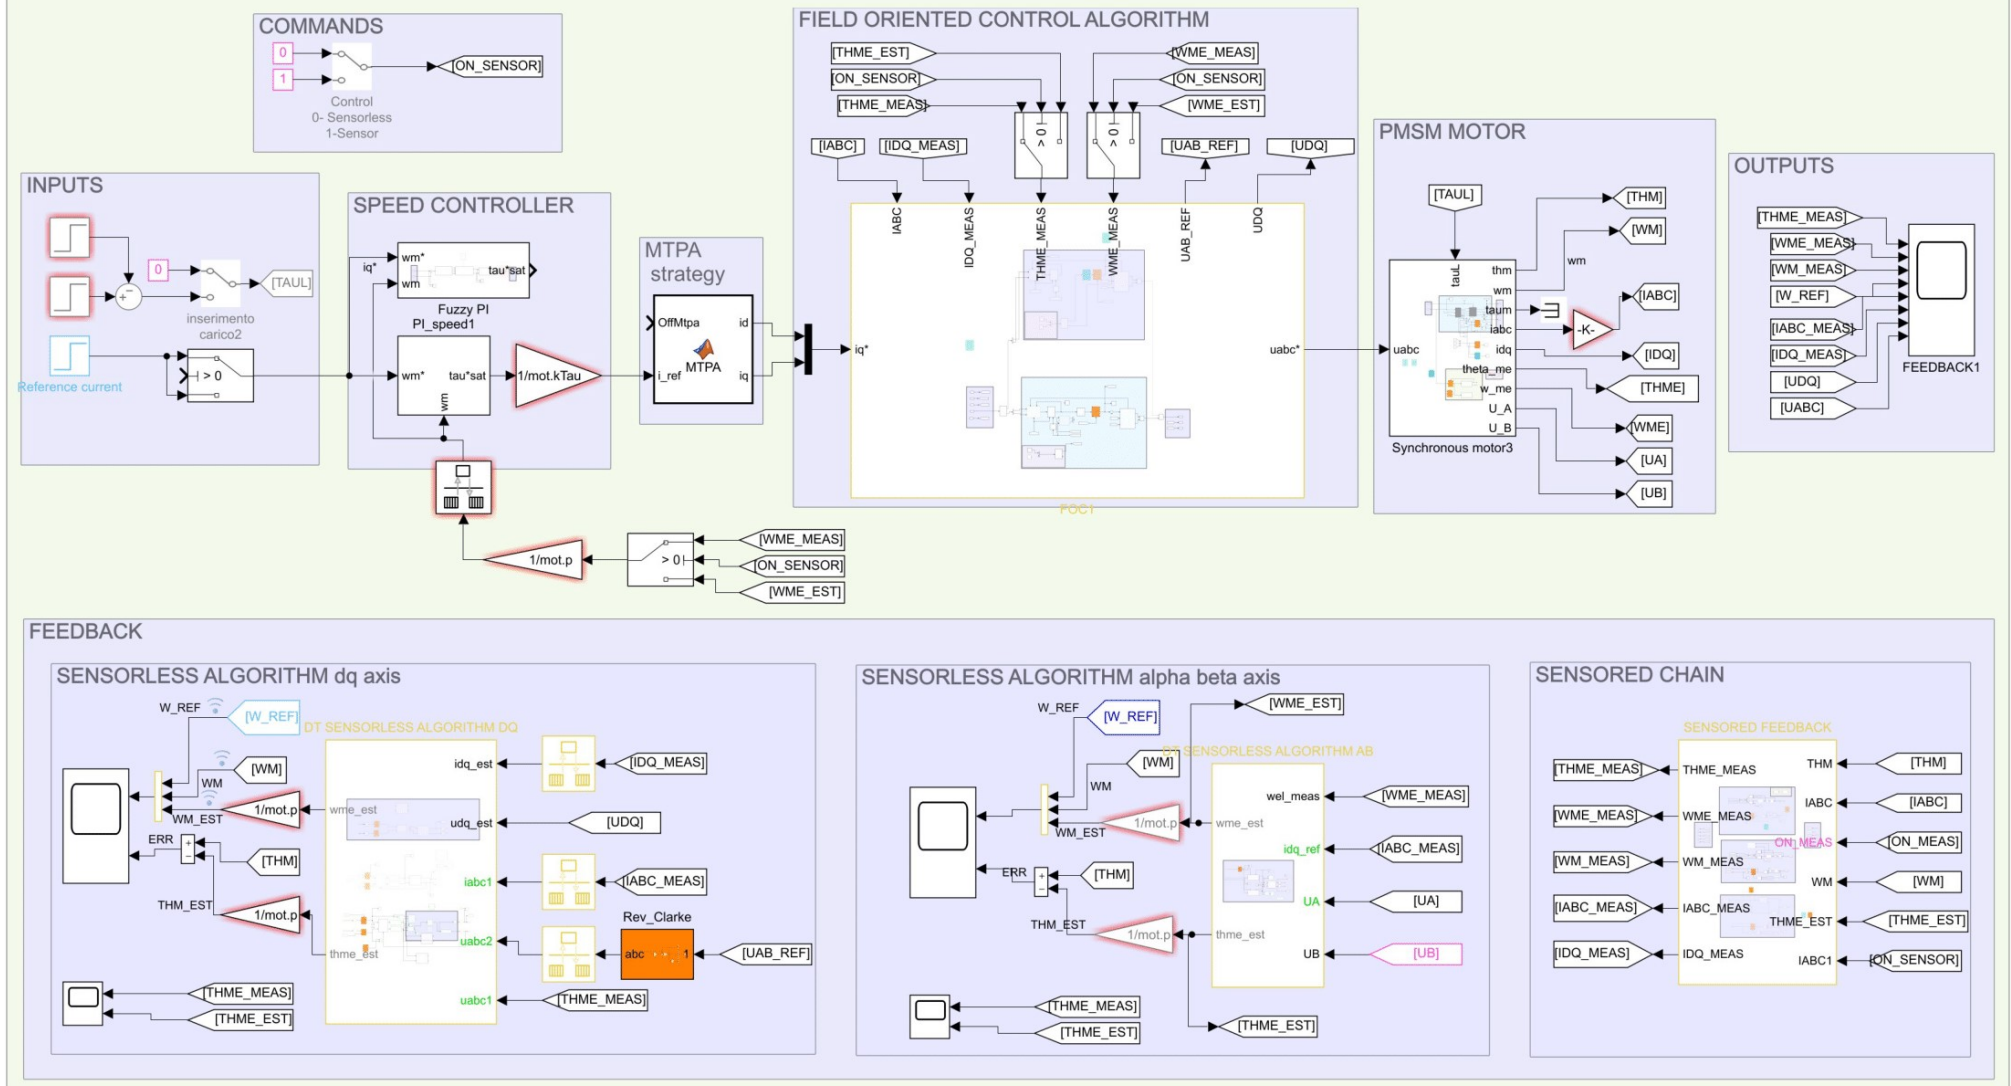 COMMANDS
0
1
[ON_SENSOR]
Control
0- Sensorless
1-Sensor
INPUTS
0
[TAUL]
inserimento
carico2
Reference current
> 0
SPEED CONTROLLER
iq*
wm*
wm
tau*sat
Fuzzy PI
PI_speed1
wm*
tau*sat
wm
1/mot.kTau
MTPA
strategy
OffMtpa
id
MTPA
i_ref
iq
1/mot.p
> 0
[WME_MEAS]
[ON_SENSOR]
[WME_EST]
FIELD ORIENTED CONTROL ALGORITHM
[THME_EST]
[ON_SENSOR]
[THME_MEAS]
[WME_MEAS]
[ON_SENSOR]
[WME_EST]
> 0
> 0
[IABC]
[IDQ_MEAS]
[UAB_REF]
[UDQ]
IABC
IDQ_MEAS
THME_MEAS
WME_MEAS
UAB_REF
UDQ
iq*
uabc*
FOC1
PMSM MOTOR
[TAUL]
tauL
uabc
thm
wm
taum
iabc
idq
theta_me
w_me
U_A
U_B
Synchronous motor3
wm
-K-
[THM]
[WM]
[IABC]
[IDQ]
[THME]
[WME]
[UA]
[UB]
OUTPUTS
[THME_MEAS]
[WME_MEAS]
[WM_MEAS]
[W_REF]
[IABC_MEAS]
[IDQ_MEAS]
[UDQ]
[UABC]
FEEDBACK1
FEEDBACK
SENSORLESS ALGORITHM dq axis
W_REF
[W_REF]
[WM]
WM
WM_EST
1/mot.p
ERR
[THM]
THM_EST
1/mot.p
[THME_MEAS]
[THME_EST]
DT SENSORLESS ALGORITHM DQ
wme_est
thme_est
idq_est
udq_est
iabc1
uabc2
uabc1
[IDQ_MEAS]
[UDQ]
[IABC_MEAS]
Rev_Clarke
abc
1
[UAB_REF]
[THME_MEAS]
SENSORLESS ALGORITHM alpha beta axis
W_REF
[W_REF]
[WME_EST]
[WM]
WM
WM_EST
1/mot.p
ERR
[THM]
THM_EST
1/mot.p
[THME_MEAS]
[THME_EST]
[THME_EST]
DT SENSORLESS ALGORITHM AB
wme_est
thme_est
wel_meas
idq_ref
UA
UB
[WME_MEAS]
[IABC_MEAS]
[UA]
[UB]
SENSORED CHAIN
SENSORED FEEDBACK
[THME_MEAS]
[WME_MEAS]
[WM_MEAS]
[IABC_MEAS]
[IDQ_MEAS]
THME_MEAS
WME_MEAS
WM_MEAS
IABC_MEAS
IDQ_MEAS
THM
IABC
ON_MEAS
WM
THME_EST
IABC1
[THM]
[IABC]
[ON_MEAS]
[WM]
[THME_EST]
[ON_SENSOR]